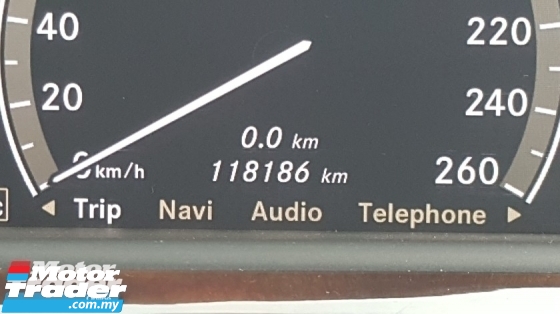 40
220
20
240
0.0 km
0 km/h
118186 km
260
Trip Navi Audio Telephone
Motor
Trader
.com.my